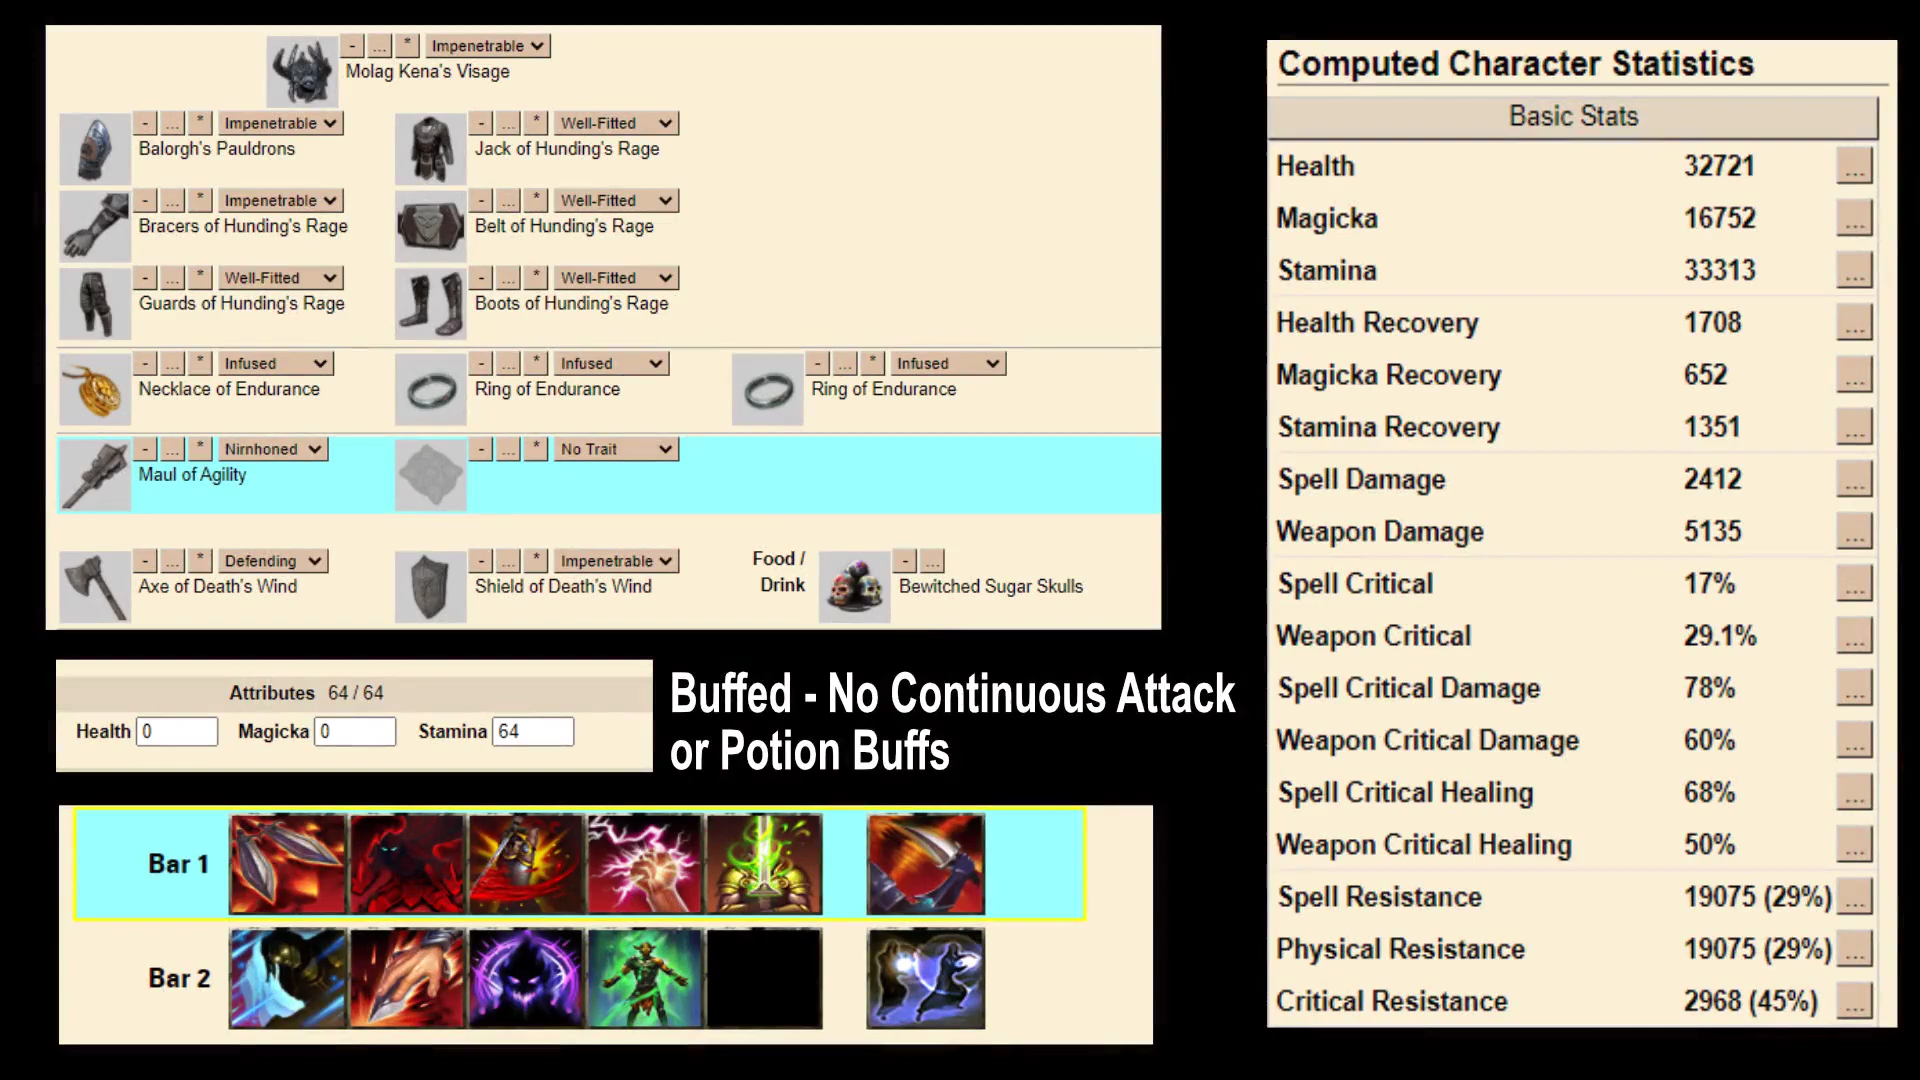 - ... * Impenetrable
Molag Kena's Visage
- ... * Impenetrable
Balorgh's Pauldrons
- ... * Well-Fitted
Jack of Hunding's Rage
- ... * Impenetrable
Bracers of Hunding's Rage
- ... * Well-Fitted
Belt of Hunding's Rage
- ... * Well-Fitted
Guards of Hunding's Rage
- ... * Well-Fitted
Boots of Hunding's Rage
- ... * Infused
Necklace of Endurance
- ... * Infused
Ring of Endurance
- ... * Infused
Ring of Endurance
- ... * Nirnhoned
Maul of Agility
- ... * No Trait
- ... * Defending
Axe of Death's Wind
- ... * Impenetrable
Shield of Death's Wind
Food /
Drink
- ...
Bewitched Sugar Skulls
Attributes 64 / 64
Health 0 Magicka 0 Stamina 64
Buffed - No Continuous Attack
or Potion Buffs
Bar 1
Bar 2
Computed Character Statistics
Basic Stats
Health 32721 ...
Magicka 16752 ...
Stamina 33313 ...
Health Recovery 1708 ...
Magicka Recovery 652 ...
Stamina Recovery 1351 ...
Spell Damage 2412 ...
Weapon Damage 5135 ...
Spell Critical 17% ...
Weapon Critical 29.1% ...
Spell Critical Damage 78% ...
Weapon Critical Damage 60% ...
Spell Critical Healing 68% ...
Weapon Critical Healing 50% ...
Spell Resistance 19075 (29%) ...
Physical Resistance 19075 (29%) ...
Critical Resistance 2968 (45%) ...